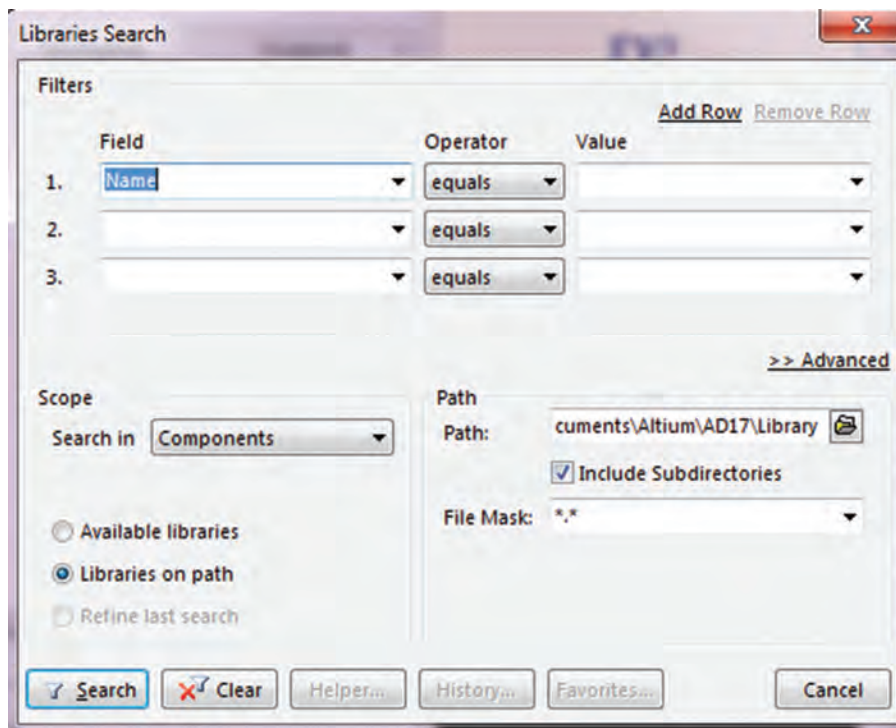 Libraries Search
Filters
Add Row Remove Row
Field Operator Value
1. Name equals
2. equals
3. equals
>> Advanced
Scope
Search in Components
Available libraries
Libraries on path
Refine last search
Path
Path: cuments\Altium\AD17\Library
Include Subdirectories
File Mask: *.*
Search Clear Helper... History... Favorites... Cancel